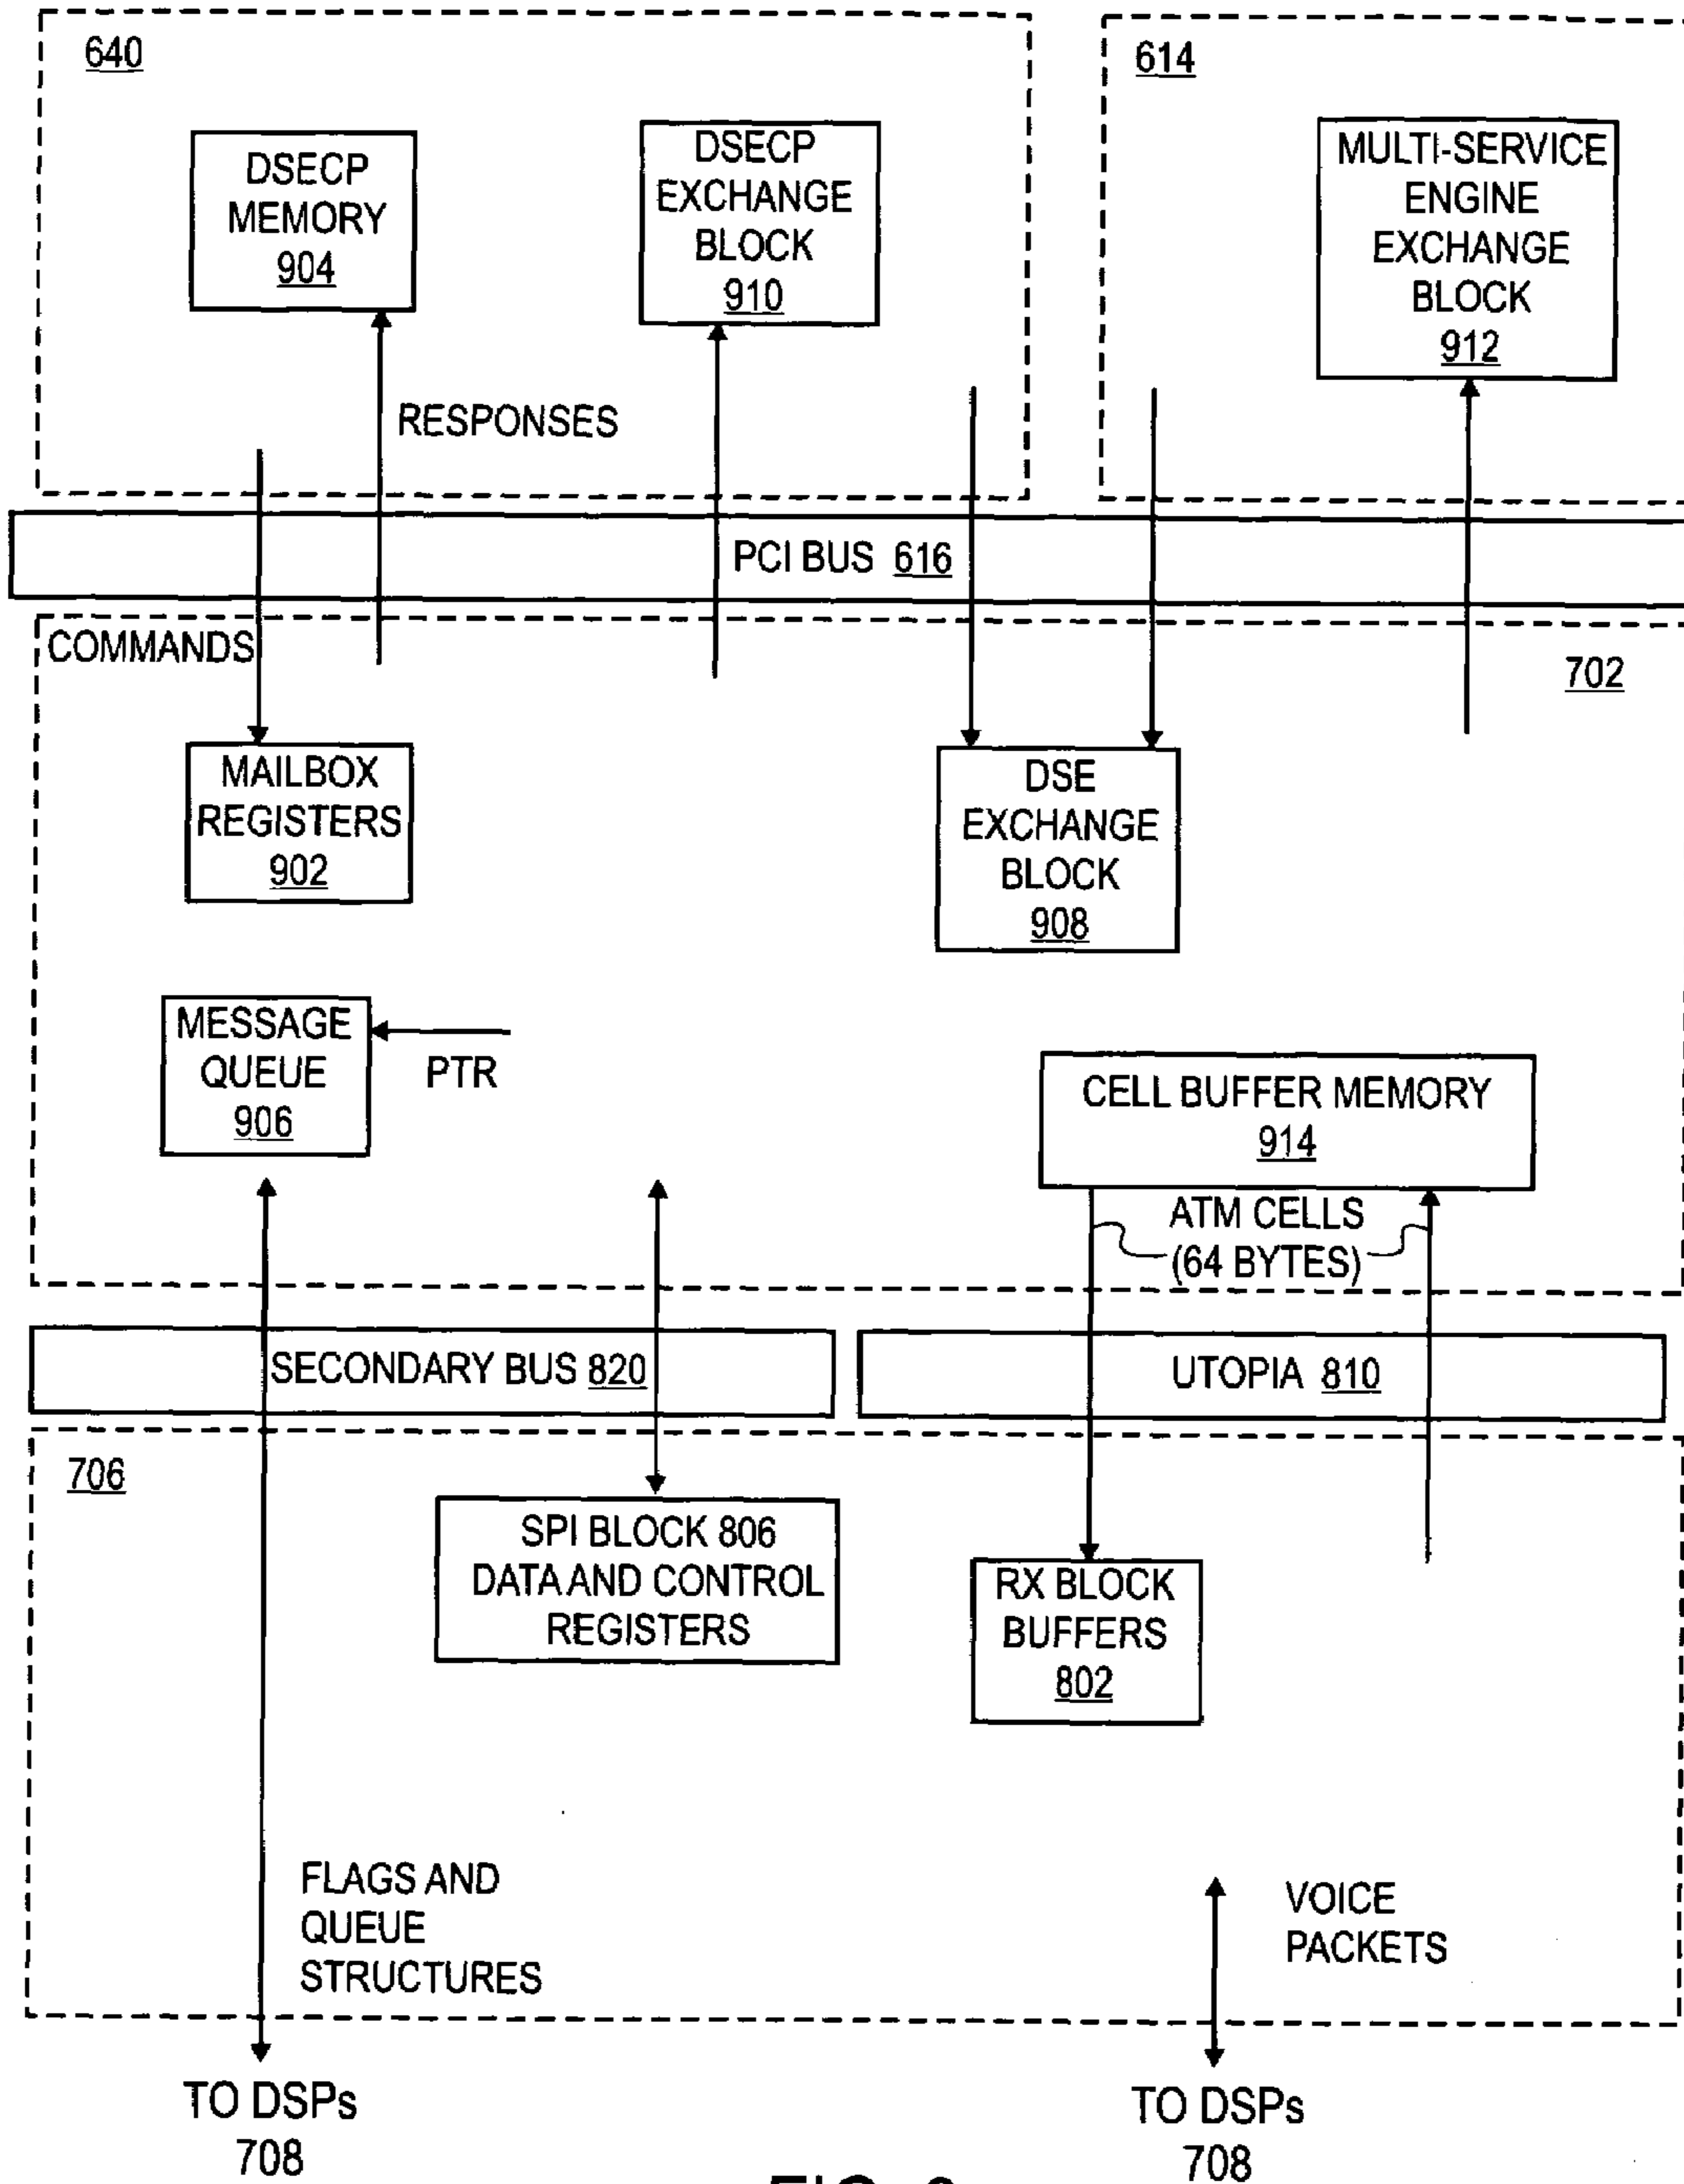 640
614
DSECP
MEMORY
904
DSECP
EXCHANGE
BLOCK
910
MULTI-SERVICE
ENGINE
EXCHANGE
BLOCK
912
RESPONSES
PCI BUS 616
COMMANDS
702
MAILBOX
REGISTERS
902
DSE
EXCHANGE
BLOCK
908
MESSAGE
QUEUE
906
PTR
CELL BUFFER MEMORY
914
ATM CELLS
(64 BYTES)
SECONDARY BUS 820
UTOPIA 810
706
SPI BLOCK 806
DATA AND CONTROL
REGISTERS
RX BLOCK
BUFFERS
802
FLAGS AND
QUEUE
STRUCTURES
VOICE
PACKETS
TO DSPs
708
TO DSPs
708